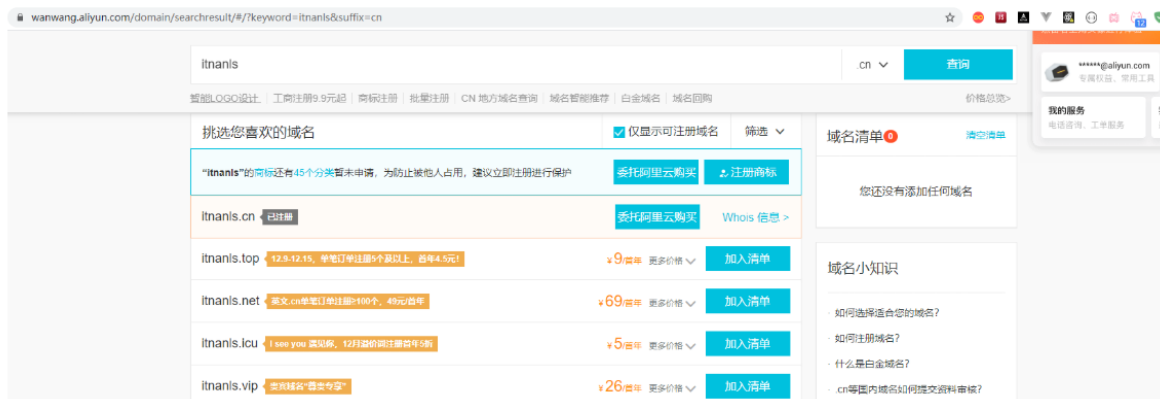 wanwang.aliyun.com/domain/searchresult/#/?keyword=itnanls&suffix=cn
12
itnanls
.cn
查询
智能LOGO设计 工商注册9.9元起 商标注册 批量注册 CN 地方域名查询 域名智能推荐 白金域名 域名回购
价格总览>
******@aliyun.com
专属权益、常用工具
我的服务
电话咨询、工单服务
挑选您喜欢的域名
仅显示可注册域名
筛选
“itnanls”的商标还有45个分类暂未申请，为防止被他人占用，建议立即注册进行保护
委托阿里云购买
注册商标
itnanls.cn 已注册
委托阿里云购买
Whois 信息 >
itnanls.top 12.9-12.15，单笔订单注册5个及以上，首年4.5元！
¥9/首年 更多价格
加入清单
itnanls.net 英文.cn单笔订单注册≥100个，49元/首年
¥69/首年 更多价格
加入清单
itnanls.icu I see you 遇见你，12月溢价词注册首年5折
¥5/首年 更多价格
加入清单
itnanls.vip 贵宾域名“尊贵专享”
¥26/首年 更多价格
加入清单
域名清单 0
清空清单
您还没有添加任何域名
域名小知识
· 如何选择适合您的域名?
· 如何注册域名?
· 什么是白金域名?
· .cn等国内域名如何提交资料审核?